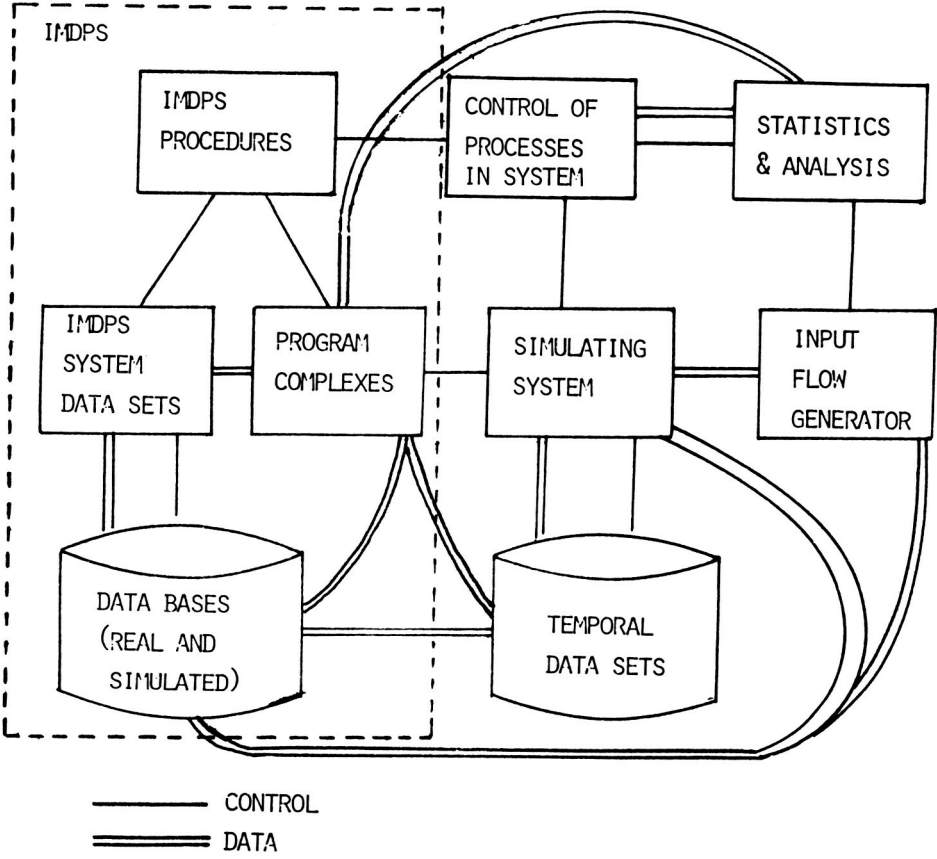 IMDPS
IMDPS
PROCEDURES
CONTROL OF
PROCESSES
IN SYSTEM
STATISTICS
& ANALYSIS
IMDPS
SYSTEM
DATA SETS
PROGRAM
COMPLEXES
SIMULATING
SYSTEM
INPUT
FLOW
GENERATOR
DATA BASES
(REAL AND
SIMULATED)
TEMPORAL
DATA SETS
CONTROL
DATA